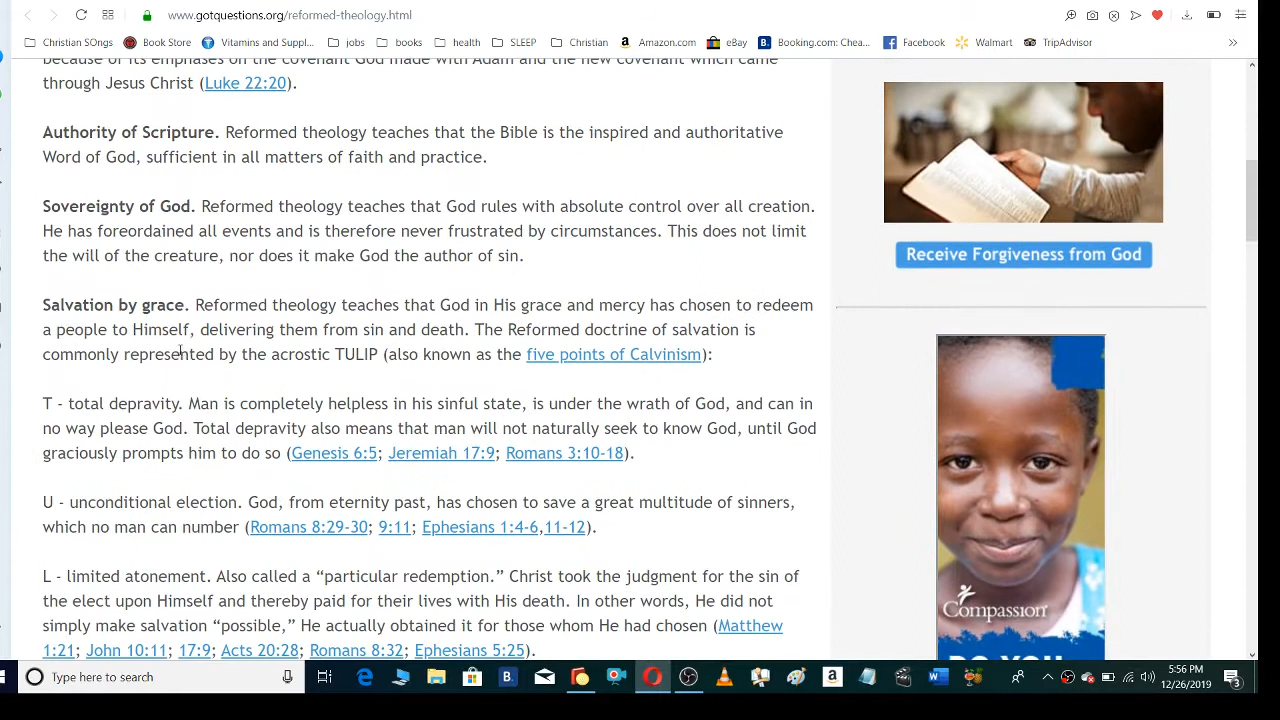 www.gotquestions.org/reformed-theology.html
Christian SOngs
Book Store
Vitamins and Suppl...
jobs
books
health
SLEEP
Christian
Amazon.com
eBay
Booking.com: Chea...
Facebook
Walmart
TripAdvisor
because of its emphases on the covenant God made with Adam and the new covenant which came
through Jesus Christ (Luke 22:20).
Authority of Scripture. Reformed theology teaches that the Bible is the inspired and authoritative
Word of God, sufficient in all matters of faith and practice.
Sovereignty of God. Reformed theology teaches that God rules with absolute control over all creation.
He has foreordained all events and is therefore never frustrated by circumstances. This does not limit
the will of the creature, nor does it make God the author of sin.
Salvation by grace. Reformed theology teaches that God in His grace and mercy has chosen to redeem
a people to Himself, delivering them from sin and death. The Reformed doctrine of salvation is
commonly represented by the acrostic TULIP (also known as the five points of Calvinism):
T - total depravity. Man is completely helpless in his sinful state, is under the wrath of God, and can in
no way please God. Total depravity also means that man will not naturally seek to know God, until God
graciously prompts him to do so (Genesis 6:5; Jeremiah 17:9; Romans 3:10-18).
U - unconditional election. God, from eternity past, has chosen to save a great multitude of sinners,
which no man can number (Romans 8:29-30; 9:11; Ephesians 1:4-6,11-12).
L - limited atonement. Also called a “particular redemption.” Christ took the judgment for the sin of
the elect upon Himself and thereby paid for their lives with His death. In other words, He did not
simply make salvation “possible,” He actually obtained it for those whom He had chosen (Matthew
1:21; John 10:11; 17:9; Acts 20:28; Romans 8:32; Ephesians 5:25).
Receive Forgiveness from God
Compassion
DO YOU
Type here to search
5:56 PM
12/26/2019
3